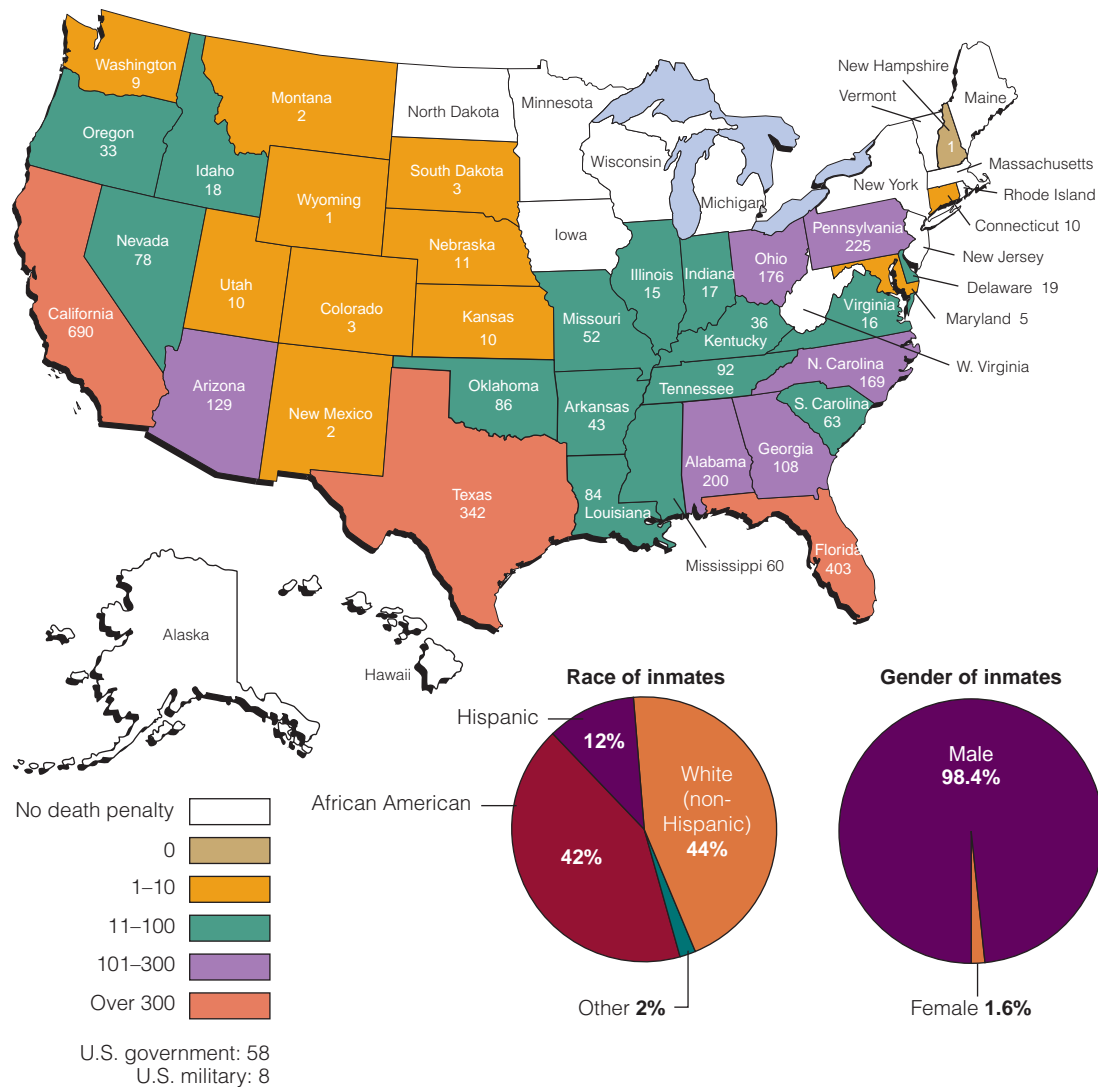 Washington
9
Montana
2
North Dakota
Minnesota
New Hampshire
Vermont
Maine
1
Oregon
33
Idaho
18
Wyoming
1
South Dakota
3
Wisconsin
Michigan
New York
Massachusetts
Rhode Island
Connecticut 10
Nevada
78
Utah
10
Colorado
3
Nebraska
11
Iowa
Illinois
15
Indiana
17
Ohio
176
Pennsylvania
225
New Jersey
Delaware 19
Maryland 5
California
690
Kansas
10
Missouri
52
36
Kentucky
Virginia
16
W. Virginia
Arizona
129
New Mexico
2
Oklahoma
86
Arkansas
43
92
Tennessee
N. Carolina
169
S. Carolina
63
Texas
342
84
Louisiana
Mississippi 60
Alabama
200
Georgia
108
Florida
403
Alaska
Hawaii
No death penalty
0
1–10
11–100
101–300
Over 300
U.S. government: 58
U.S. military: 8
Race of inmates
Hispanic
12%
African American
42%
White
(non-
Hispanic)
44%
Other 2%
Gender of inmates
Male
98.4%
Female 1.6%